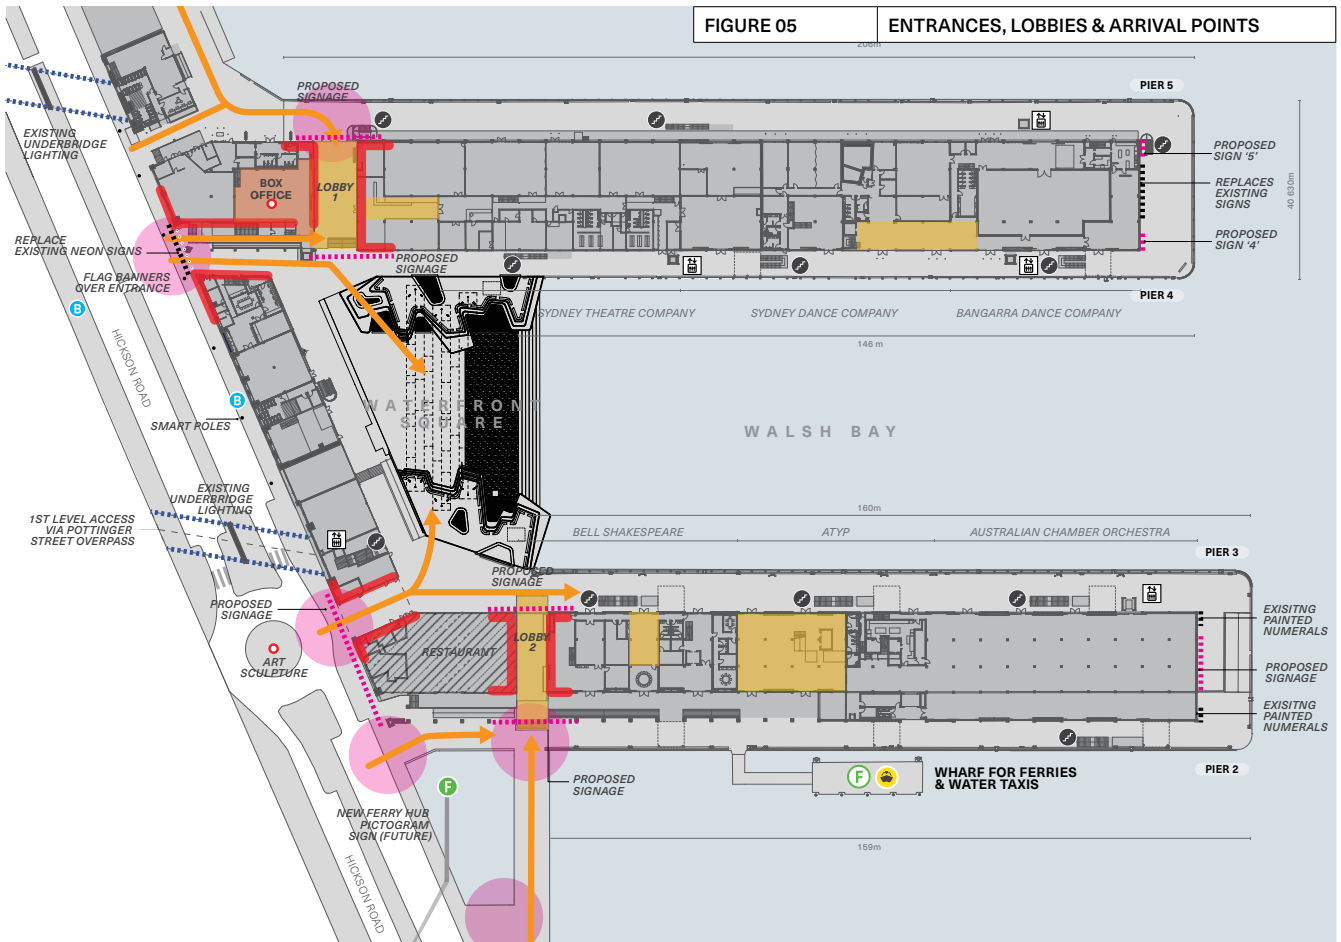 FIGURE 05
ENTRANCES, LOBBIES & ARRIVAL POINTS
206m
PIER 5
PROPOSED
SIGNAGE
EXISTING
UNDERBRIDGE
LIGHTING
BOX
OFFICE
LOBBY
1
PROPOSED
SIGN '5'
REPLACES
EXISTING
SIGNS
PROPOSED
SIGN '4'
40 630m
REPLACE
EXISTING NEON SIGNS
FLAG BANNERS
OVER ENTRANCE
PROPOSED
SIGNAGE
PIER 4
B
SYDNEY THEATRE COMPANY
SYDNEY DANCE COMPANY
BANGARRA DANCE COMPANY
146 m
HICKSON ROAD
B
SMART POLES
WATERFRONT
SQUARE
WALSH BAY
EXISTING
UNDERBRIDGE
LIGHTING
1ST LEVEL ACCESS
VIA POTTINGER
STREET OVERPASS
160m
BELL SHAKESPEARE
ATYP
AUSTRALIAN CHAMBER ORCHESTRA
PIER 3
PROPOSED
SIGNAGE
PROPOSED
SIGNAGE
ART
SCULPTURE
RESTAURANT
LOBBY
2
EXISITNG
PAINTED
NUMERALS
PROPOSED
SIGNAGE
EXISITNG
PAINTED
NUMERALS
PIER 2
F
WHARF FOR FERRIES
& WATER TAXIS
PROPOSED
SIGNAGE
F
NEW FERRY HUB
PICTOGRAM
SIGN (FUTURE)
159m
HICKSON ROAD